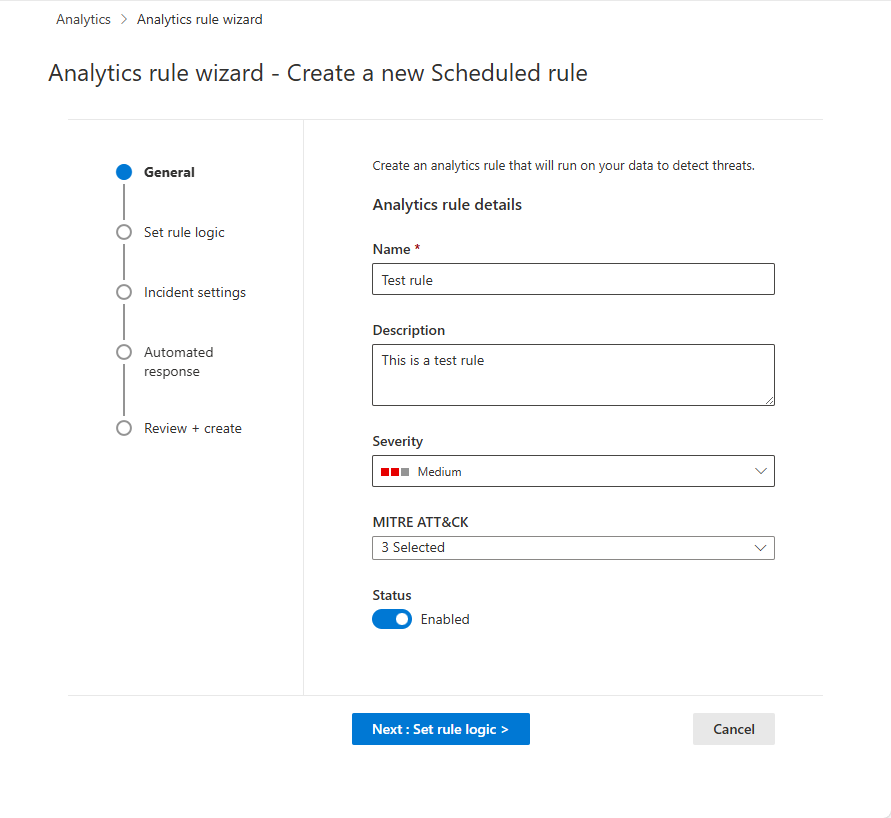 Analytics > Analytics rule wizard
Analytics rule wizard - Create a new Scheduled rule
General
Set rule logic
Incident settings
Automated
response
Review + create
Create an analytics rule that will run on your data to detect threats.
Analytics rule details
Name *
Test rule
Description
This is a test rule
Severity
Medium
MITRE ATT&CK
3 Selected
Status
Enabled
Next : Set rule logic >
Cancel